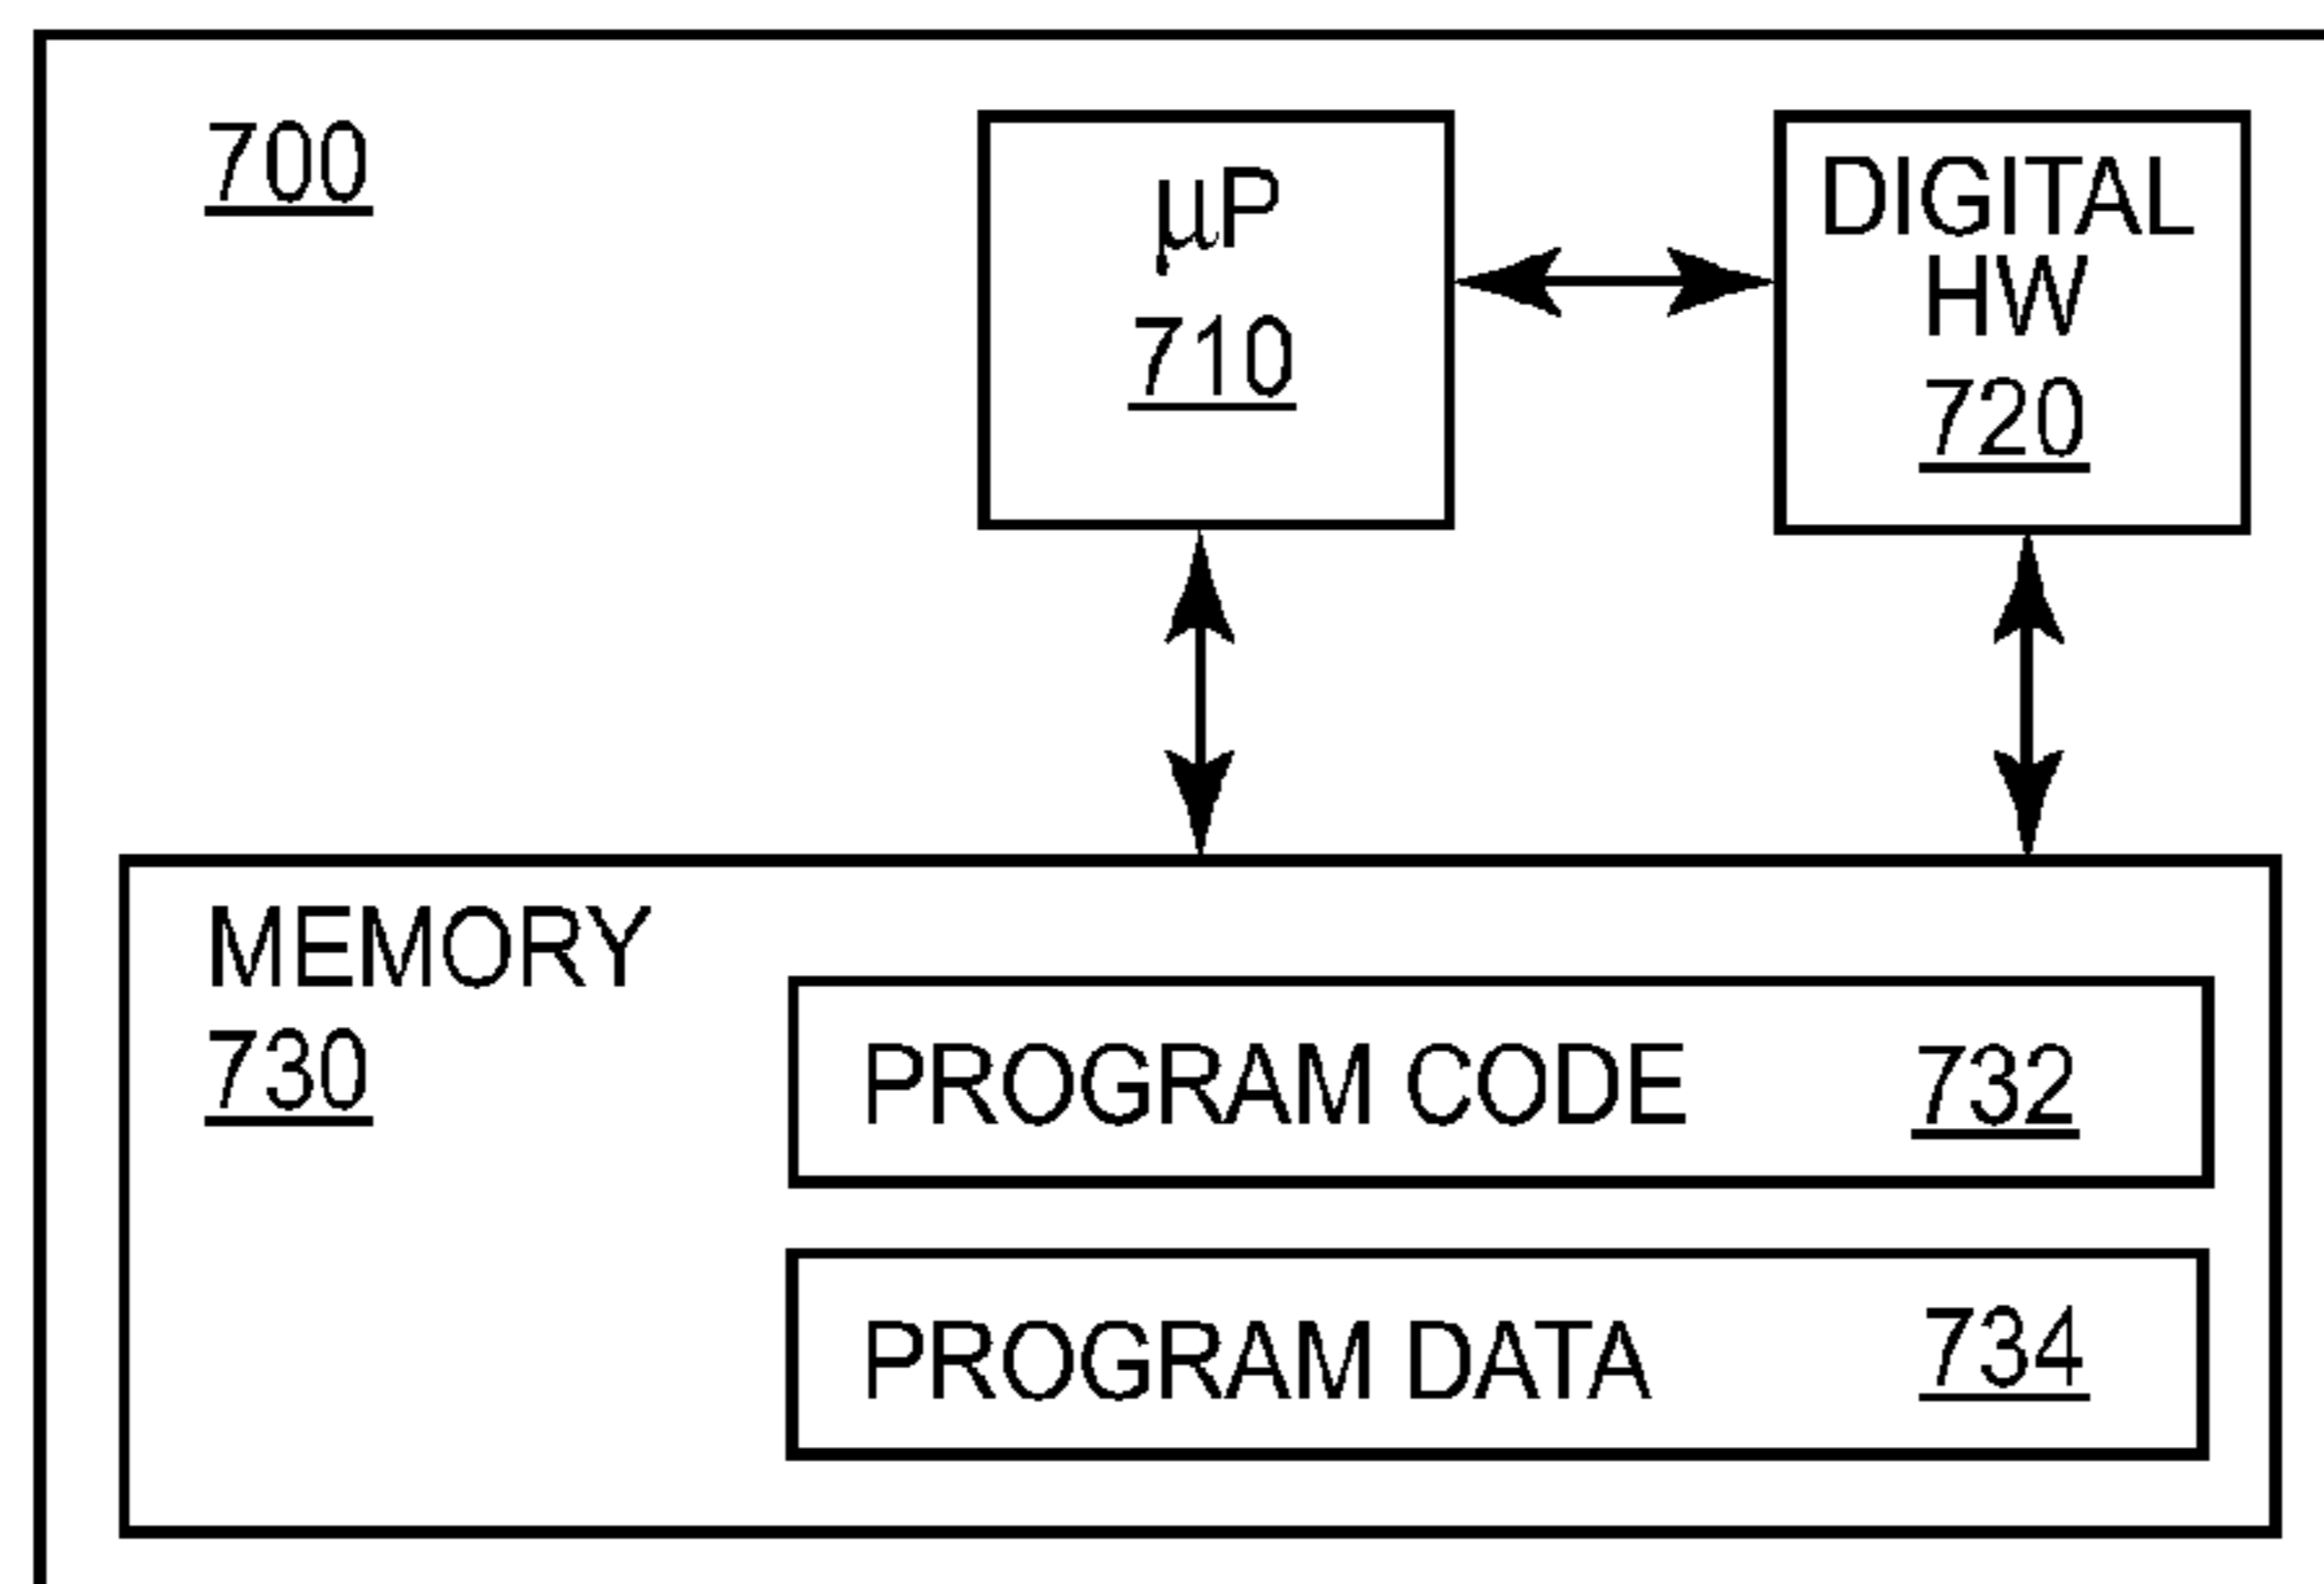 700
µP
710
DIGITAL
HW
720
MEMORY
730
PROGRAM CODE 732
PROGRAM DATA 734